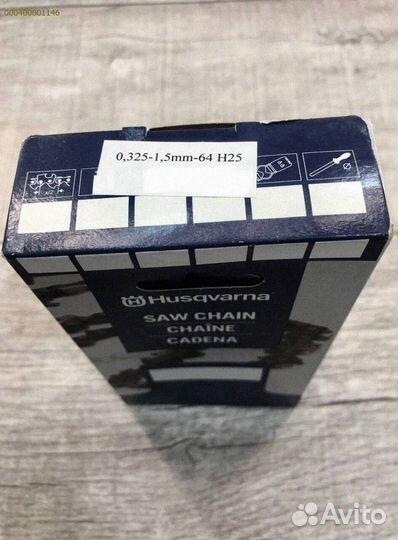 000400001146
0,325-1,5mm-64 H25
Husqvarna
SAW CHAIN
CHAÎNE
CADENA
Avito